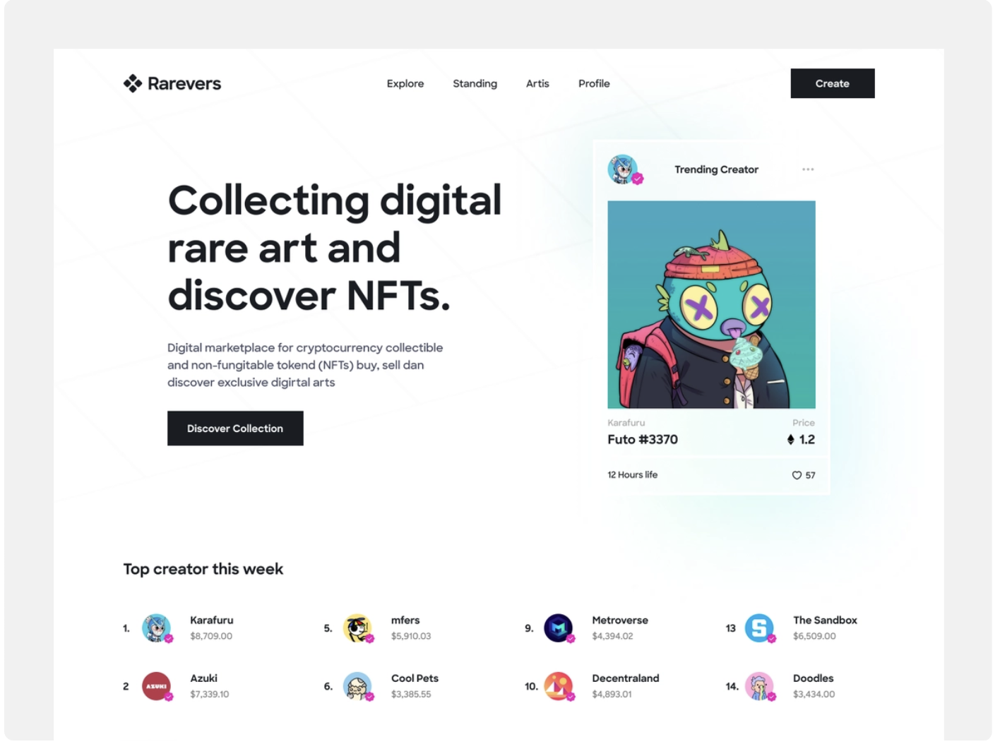 Rarevers
Explore
Standing
Artis
Profile
Create
Collecting digital
rare art and
discover NFTs.
Digital marketplace for cryptocurrency collectible
and non-fungitable tokend (NFTs) buy, sell dan
discover exclusive digirtal arts
Discover Collection
Trending Creator
Karafuru
Price
Futo #3370
1.2
12 Hours life
57
Top creator this week
1.
Karafuru
$8,709.00
5.
mfers
$5,910.03
9.
Metroverse
$4,394.02
13
The Sandbox
$6,509.00
2
AZUKI
Azuki
$7,339.10
6.
Cool Pets
$3,385.55
10.
Decentraland
$4,893.01
14.
Doodles
$3,434.00